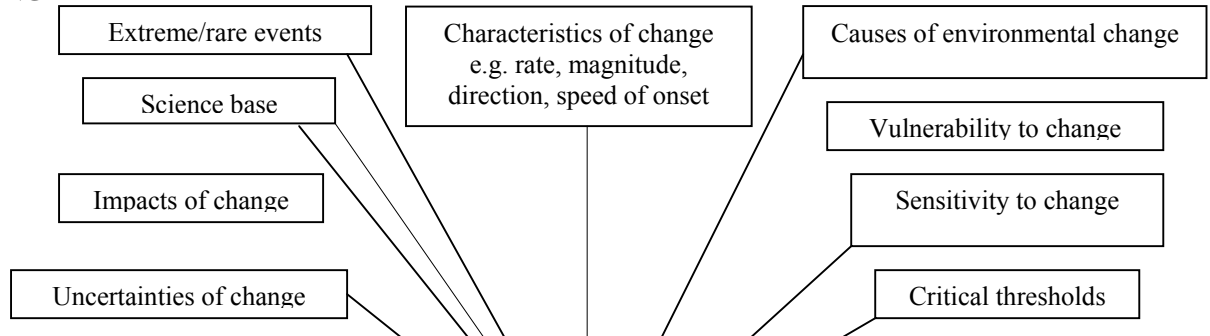 Extreme/rare events
Science base
Impacts of change
Uncertainties of change
Characteristics of change
e.g. rate, magnitude,
direction, speed of onset
Causes of environmental change
Vulnerability to change
Sensitivity to change
Critical thresholds